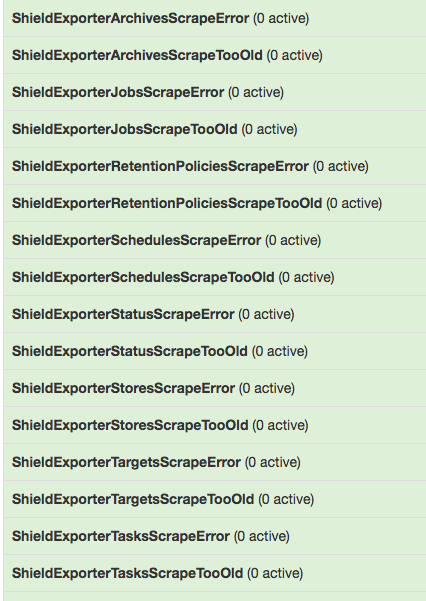 ShieldExporterArchivesScrapeError (0 active)
ShieldExporterArchivesScrapeTooOld (0 active)
ShieldExporterJobsScrapeError (0 active)
ShieldExporterJobsScrapeTooOld (0 active)
ShieldExporterRetentionPoliciesScrapeError (0 active)
ShieldExporterRetentionPoliciesScrapeTooOld (0 active)
ShieldExporterSchedulesScrapeError (0 active)
ShieldExporterSchedulesScrapeTooOld (0 active)
ShieldExporterStatusScrapeError (0 active)
ShieldExporterStatusScrapeTooOld (0 active)
ShieldExporterStoresScrapeError (0 active)
ShieldExporterStoresScrapeTooOld (0 active)
ShieldExporterTargetsScrapeError (0 active)
ShieldExporterTargetsScrapeTooOld (0 active)
ShieldExporterTasksScrapeError (0 active)
ShieldExporterTasksScrapeTooOld (0 active)